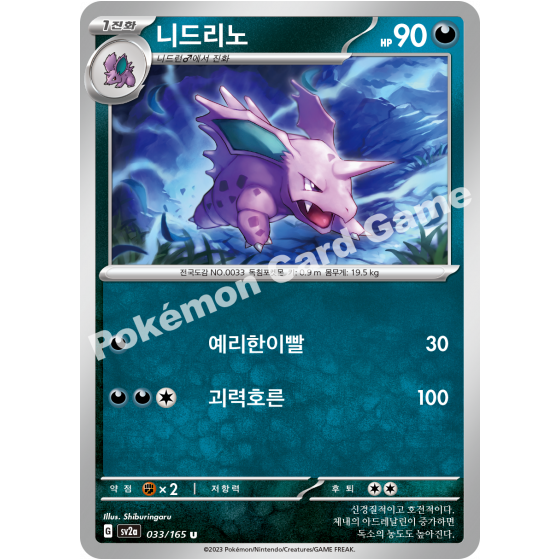 1진화
니드리노
HP 90
니드런♂에서 진화
전국도감 NO.0033 독침포켓몬 키: 0.9 m 몸무게: 19.5 kg
Pokémon Card Game
예리한이빨 30
괴력호른 100
약점 ×2 저항력 후퇴
Illus. Shiburingaru
G sv2a 033/165 U
신경질적이고 호전적이다.
체내의 아드레날린이 증가하면
독소의 농도도 높아진다.
©2023 Pokémon/Nintendo/Creatures/GAME FREAK.